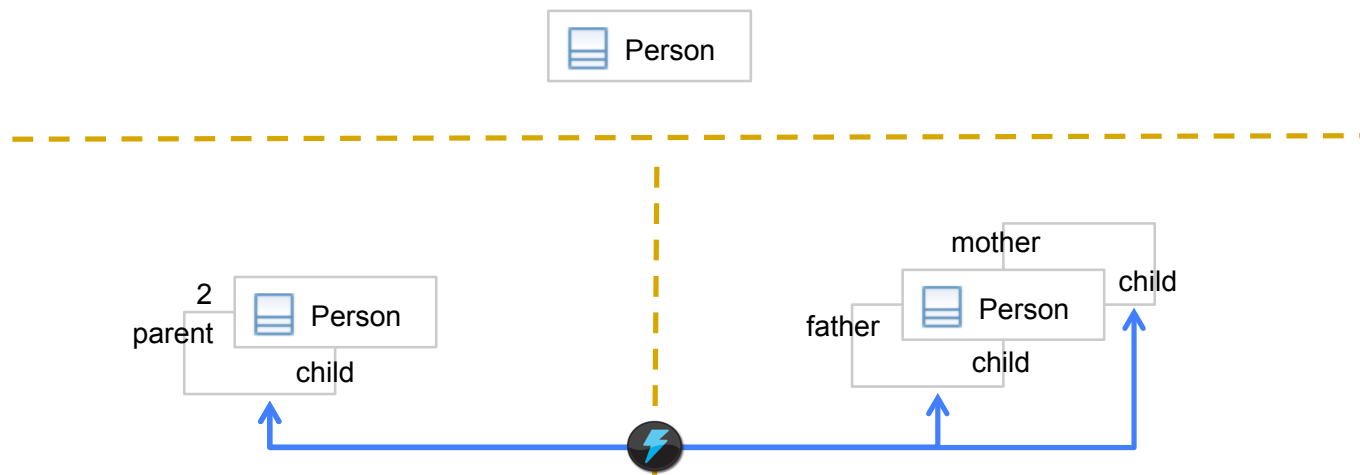 Person
2
parent
Person
child
mother
child
father
Person
child